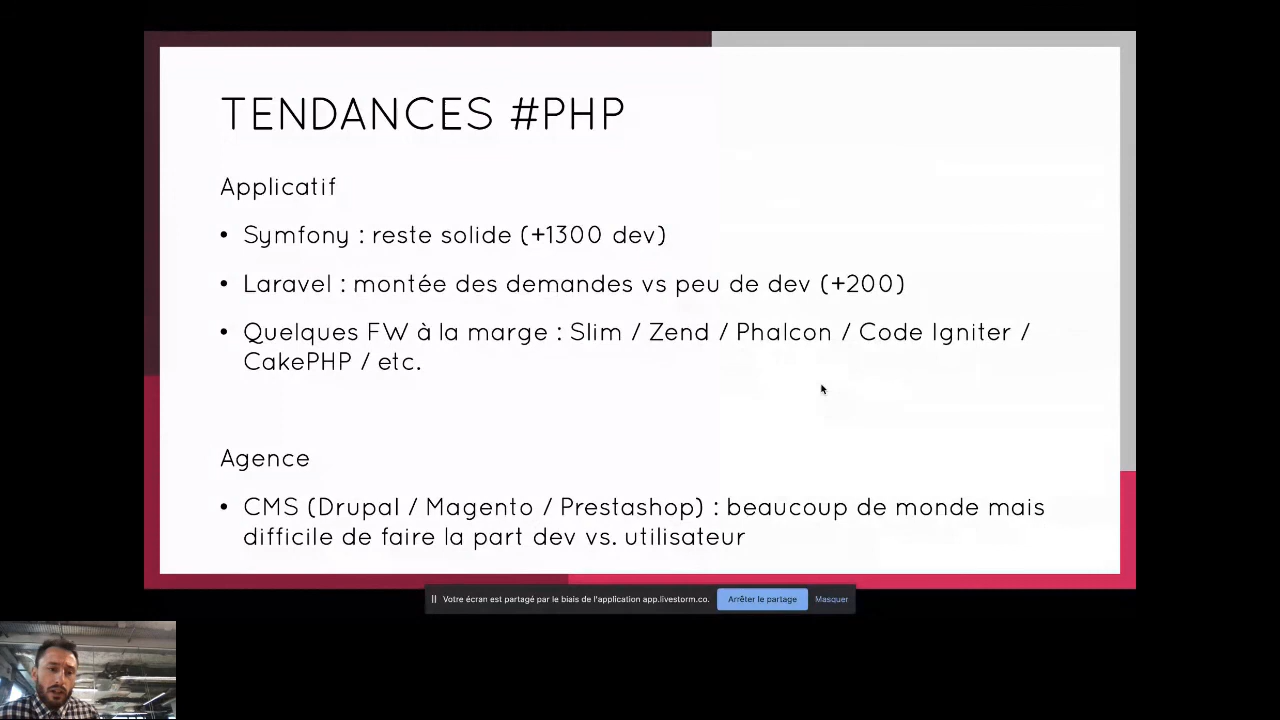 TENDANCES #PHP
Applicatif
• Symfony : reste solide (+1300 dev)
• Laravel : montée des demandes vs peu de dev (+200)
• Quelques FW à la marge : Slim / Zend / Phalcon / Code Igniter /
CakePHP / etc.
Agence
• CMS (Drupal / Magento / Prestashop) : beaucoup de monde mais
difficile de faire la part dev vs. utilisateur
Votre écran est partagé par le biais de l'application app.livestorm.co. Arrêter le partage Masquer